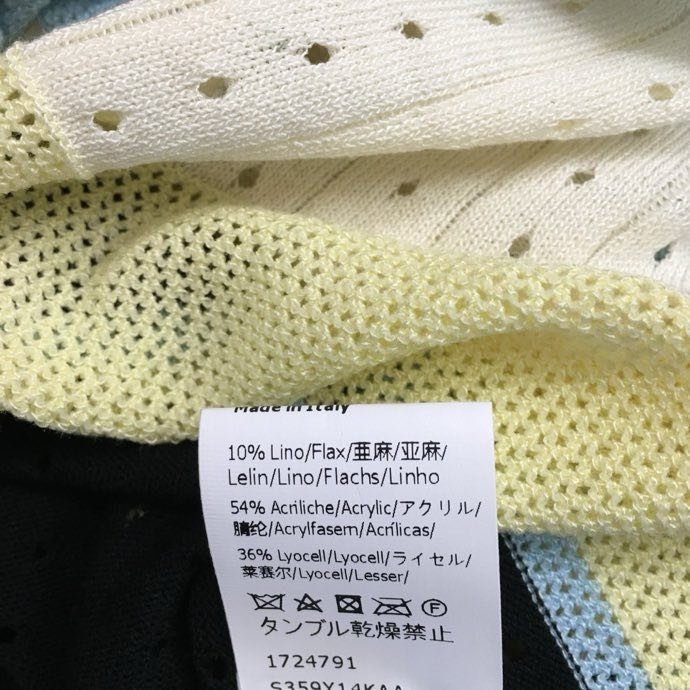 Made in Italy
10% Lino/Flax/亜麻/亚麻/
Lelin/Lino/Flachs/Linho
54% Acriliche/Acrylic/アクリル/
腈纶/Acrylfasern/Acrílicas/
36% Lyocell/Lyocell/ライセル/
莱赛尔/Lyocell/Lesser/
F
タンブル乾燥禁止
1724791
S359Y14KAA